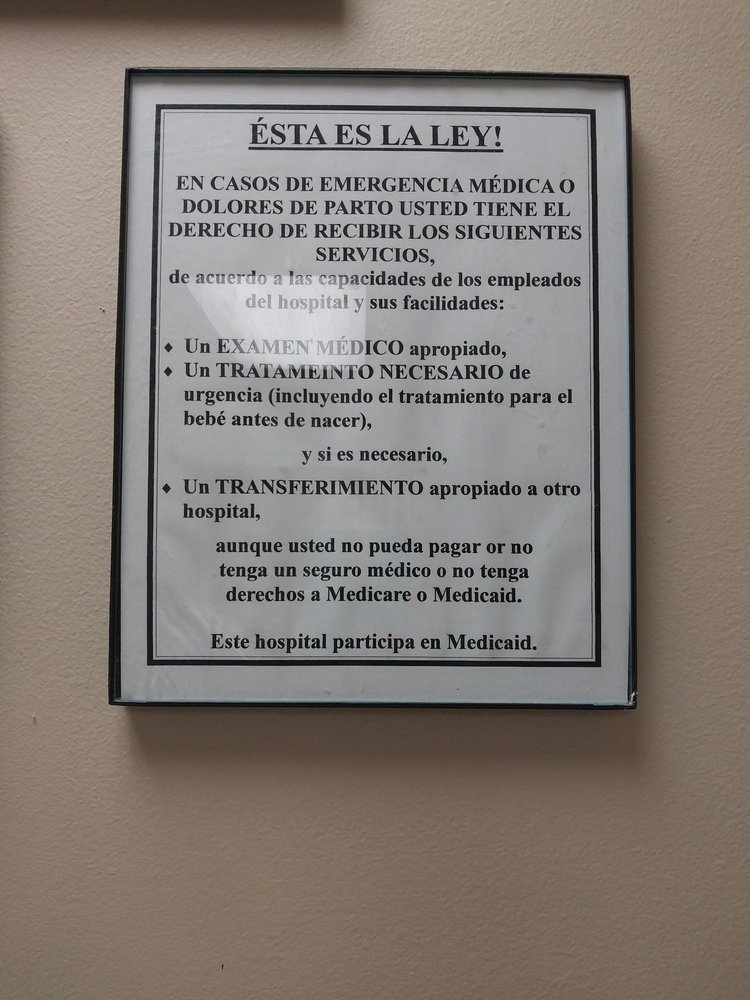 ÉSTA ES LA LEY!
EN CASOS DE EMERGENCIA MÉDICA O
DOLORES DE PARTO USTED TIENE EL
DERECHO DE RECIBIR LOS SIGUIENTES
SERVICIOS,
de acuerdo a las capacidades de los empleados
del hospital y sus facilidades:
♦ Un EXAMEN MÉDICO apropiado,
♦ Un TRATAMEINTO NECESARIO de
urgencia (incluyendo el tratamiento para el
bebé antes de nacer),
y si es necesario,
♦ Un TRANSFERIMIENTO apropiado a otro
hospital,
aunque usted no pueda pagar or no
tenga un seguro médico o no tenga
derechos a Medicare o Medicaid.
Este hospital participa en Medicaid.